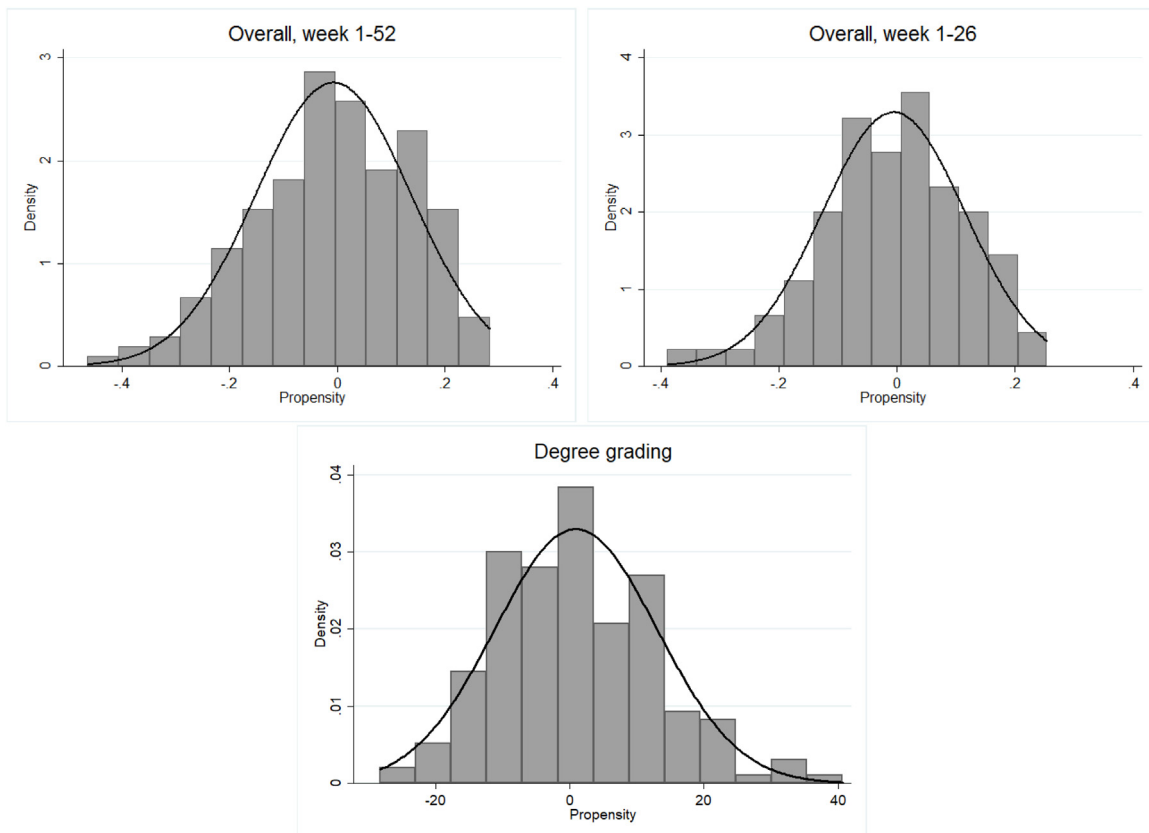 Overall, week 1-52
Density
3
2
1
0
-.4 -.2 0 .2 .4
Propensity
Overall, week 1-26
Density
4
3
2
1
0
-.4 -.2 0 .2 .4
Propensity
Degree grading
Density
.04
.03
.02
.01
0
-20 0 20 40
Propensity